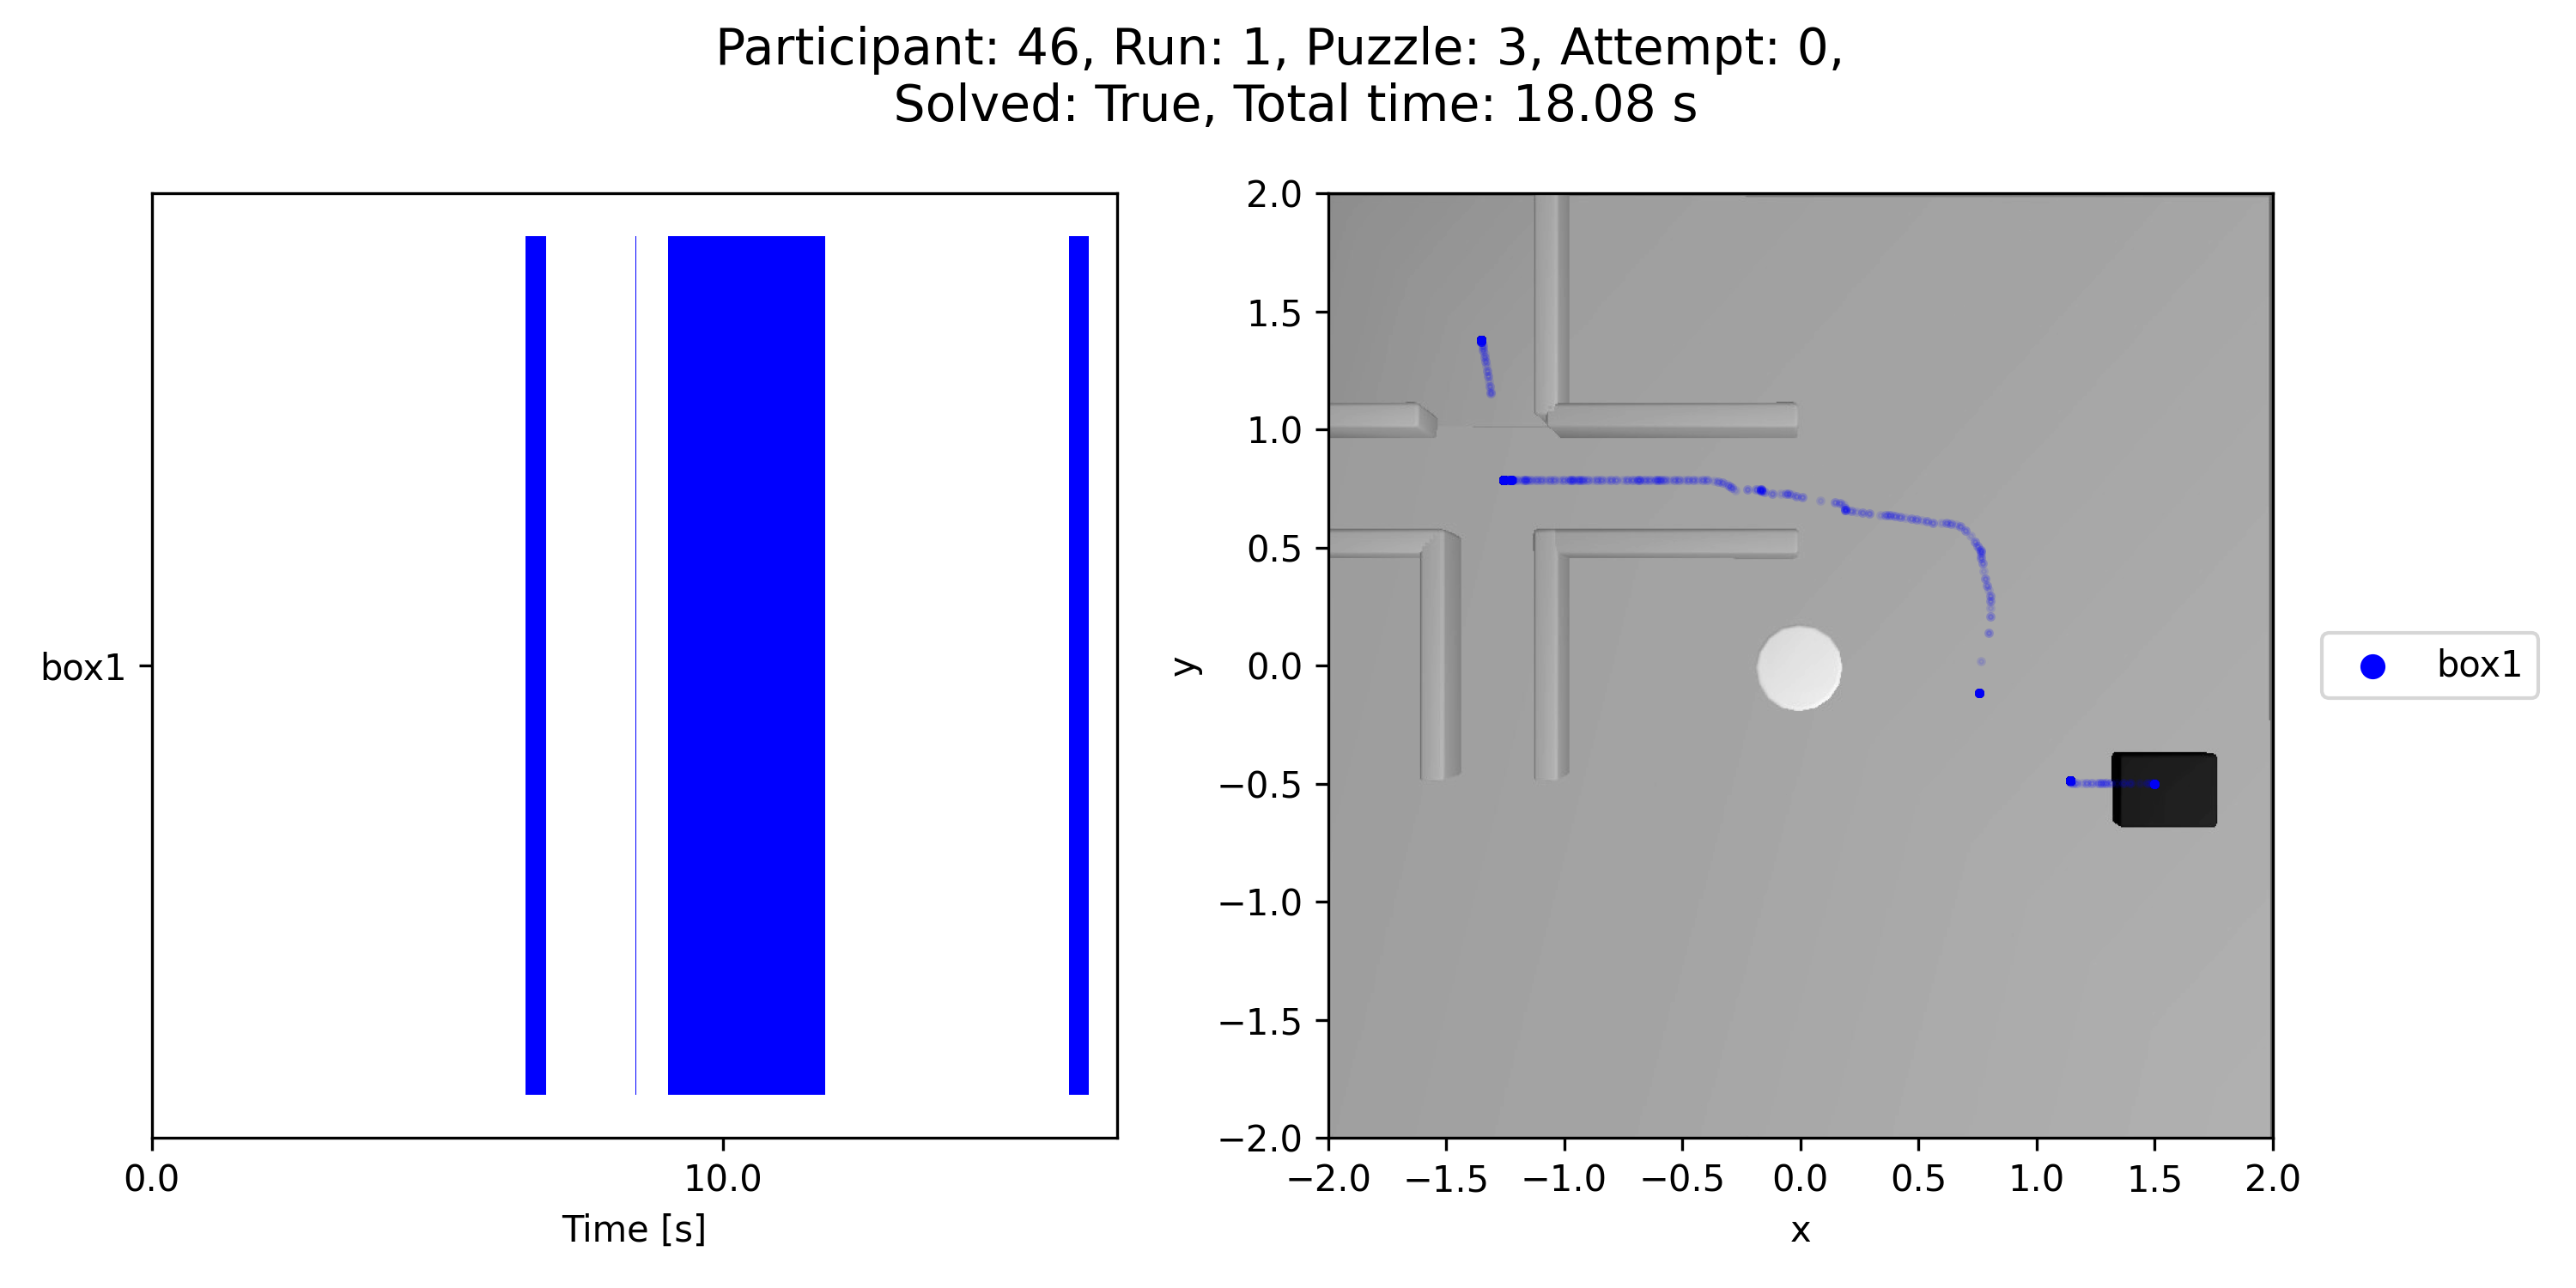 Participant: 46, Run: 1, Puzzle: 3, Attempt: 0,
Solved: True, Total time: 18.08 s
box1
0.0
10.0
Time [s]
2.0
1.5
1.0
0.5
0.0
−0.5
−1.0
−1.5
−2.0
y
−2.0 −1.5 −1.0 −0.5 0.0 0.5 1.0 1.5 2.0
x
box1